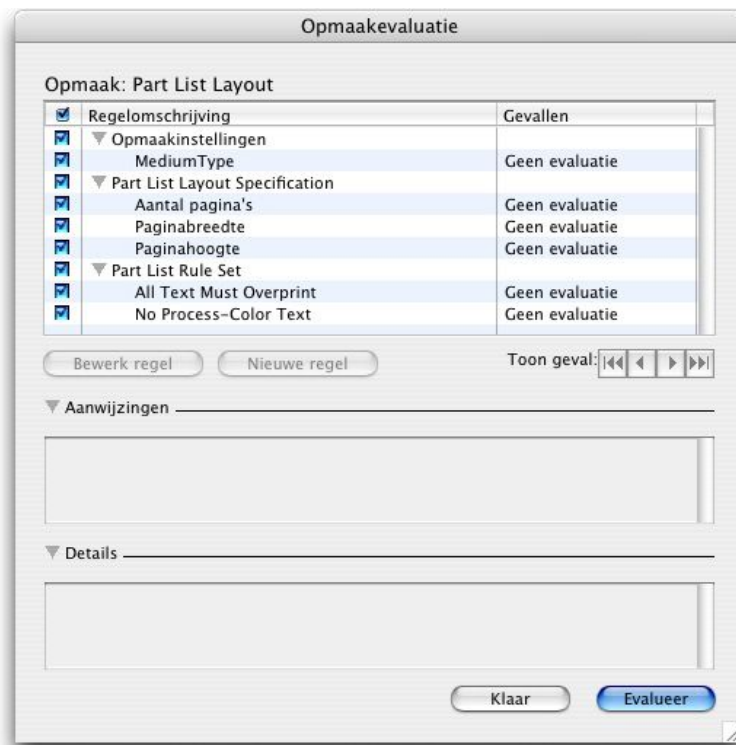 Opmaakevaluatie
Opmaak: Part List Layout
Regelomschrijving Gevallen
Opmaakinstellingen
MediumType Geen evaluatie
Part List Layout Specification
Aantal pagina's Geen evaluatie
Paginabreedte Geen evaluatie
Paginahoogte Geen evaluatie
Part List Rule Set
All Text Must Overprint Geen evaluatie
No Process-Color Text Geen evaluatie
Bewerk regel Nieuwe regel Toon geval:
Aanwijzingen
Details
Klaar Evalueer